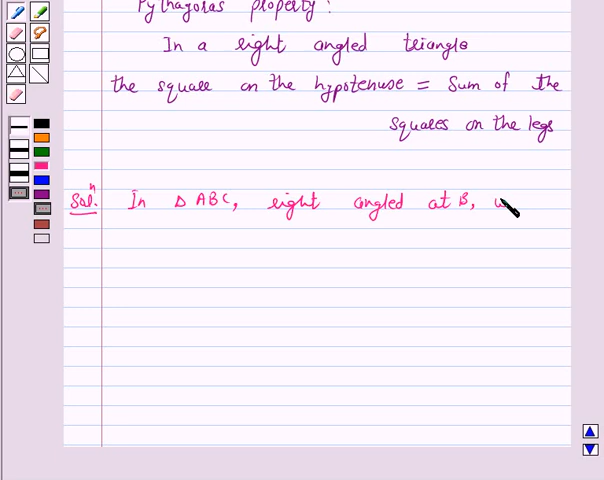 Pythagoras property:
In a right angled triangle
the square on the hypotenuse = Sum of the
squares on the legs
Solⁿ. In Δ ABC, right angled at B, w